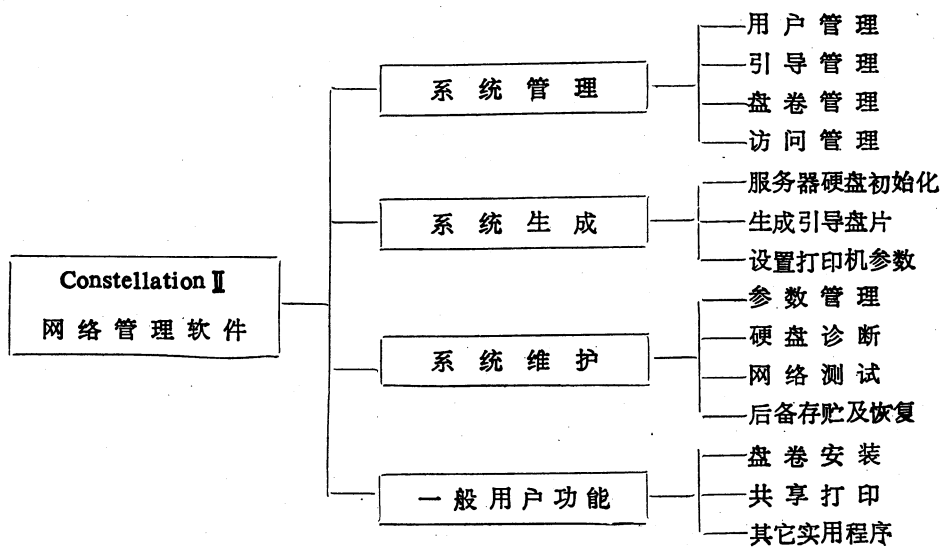 Constellation Ⅱ
网络管理软件
系统管理
用户管理
引导管理
盘卷管理
访问管理
系统生成
服务器硬盘初始化
生成引导盘片
设置打印机参数
系统维护
参数管理
硬盘诊断
网络测试
后备存贮及恢复
一般用户功能
盘卷安装
共享打印
其它实用程序